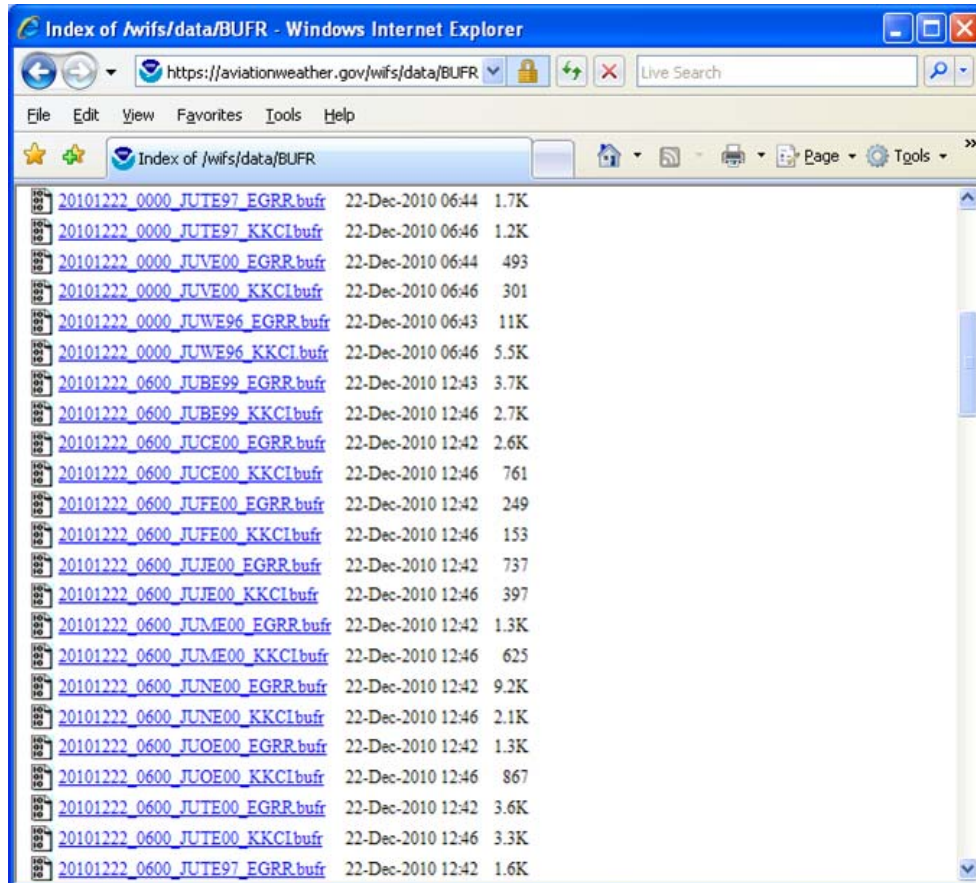 Index of /wifs/data/BUFR - Windows Internet Explorer
https://aviationweather.gov/wifs/data/BUFR Live Search
File Edit View Favorites Tools Help
Index of /wifs/data/BUFR Page Tools
20101222_0000_JUTE97_EGRR.bufr 22-Dec-2010 06:44 1.7K
20101222_0000_JUTE97_KKCI.bufr 22-Dec-2010 06:46 1.2K
20101222_0000_JUVE00_EGRR.bufr 22-Dec-2010 06:44 493
20101222_0000_JUVE00_KKCI.bufr 22-Dec-2010 06:46 301
20101222_0000_JUWE96_EGRR.bufr 22-Dec-2010 06:43 11K
20101222_0000_JUWE96_KKCI.bufr 22-Dec-2010 06:46 5.5K
20101222_0600_JUBE99_EGRR.bufr 22-Dec-2010 12:43 3.7K
20101222_0600_JUBE99_KKCI.bufr 22-Dec-2010 12:46 2.7K
20101222_0600_JUCE00_EGRR.bufr 22-Dec-2010 12:42 2.6K
20101222_0600_JUCE00_KKCI.bufr 22-Dec-2010 12:46 761
20101222_0600_JUFE00_EGRR.bufr 22-Dec-2010 12:42 249
20101222_0600_JUFE00_KKCI.bufr 22-Dec-2010 12:46 153
20101222_0600_JUJE00_EGRR.bufr 22-Dec-2010 12:42 737
20101222_0600_JUJE00_KKCI.bufr 22-Dec-2010 12:46 397
20101222_0600_JUME00_EGRR.bufr 22-Dec-2010 12:42 1.3K
20101222_0600_JUME00_KKCI.bufr 22-Dec-2010 12:46 625
20101222_0600_JUNE00_EGRR.bufr 22-Dec-2010 12:42 9.2K
20101222_0600_JUNE00_KKCI.bufr 22-Dec-2010 12:46 2.1K
20101222_0600_JUOE00_EGRR.bufr 22-Dec-2010 12:42 1.3K
20101222_0600_JUOE00_KKCI.bufr 22-Dec-2010 12:46 867
20101222_0600_JUTE00_EGRR.bufr 22-Dec-2010 12:42 3.6K
20101222_0600_JUTE00_KKCI.bufr 22-Dec-2010 12:46 3.3K
20101222_0600_JUTE97_EGRR.bufr 22-Dec-2010 12:42 1.6K